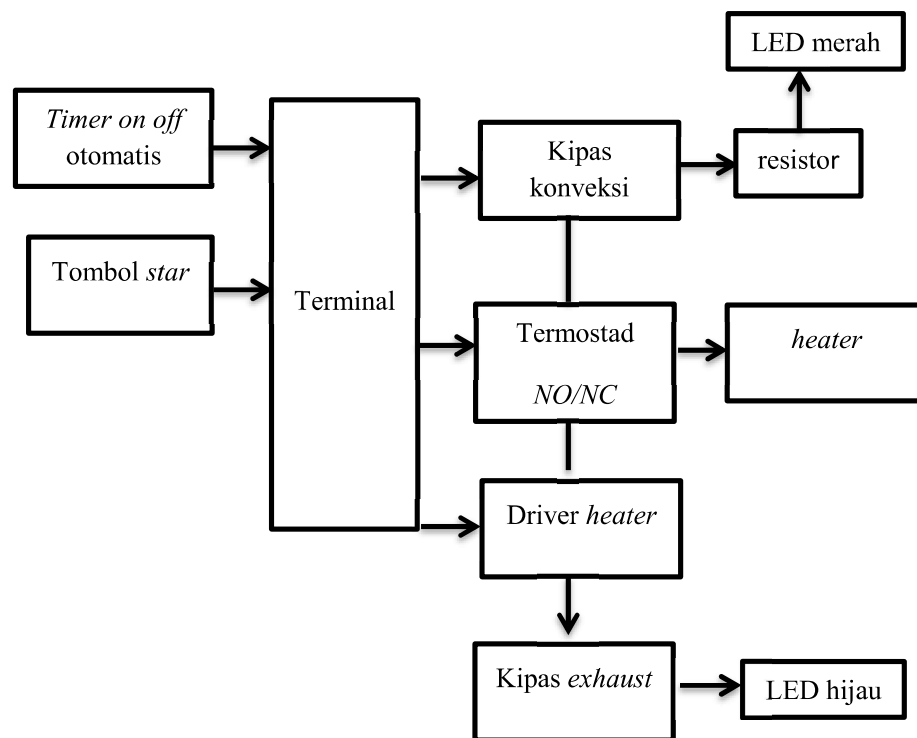 LED merah
Timer on off
otomatis
Kipas
konveksi
resistor
Tombol star
Terminal
Termostad
NO/NC
heater
Driver heater
Kipas exhaust
LED hijau